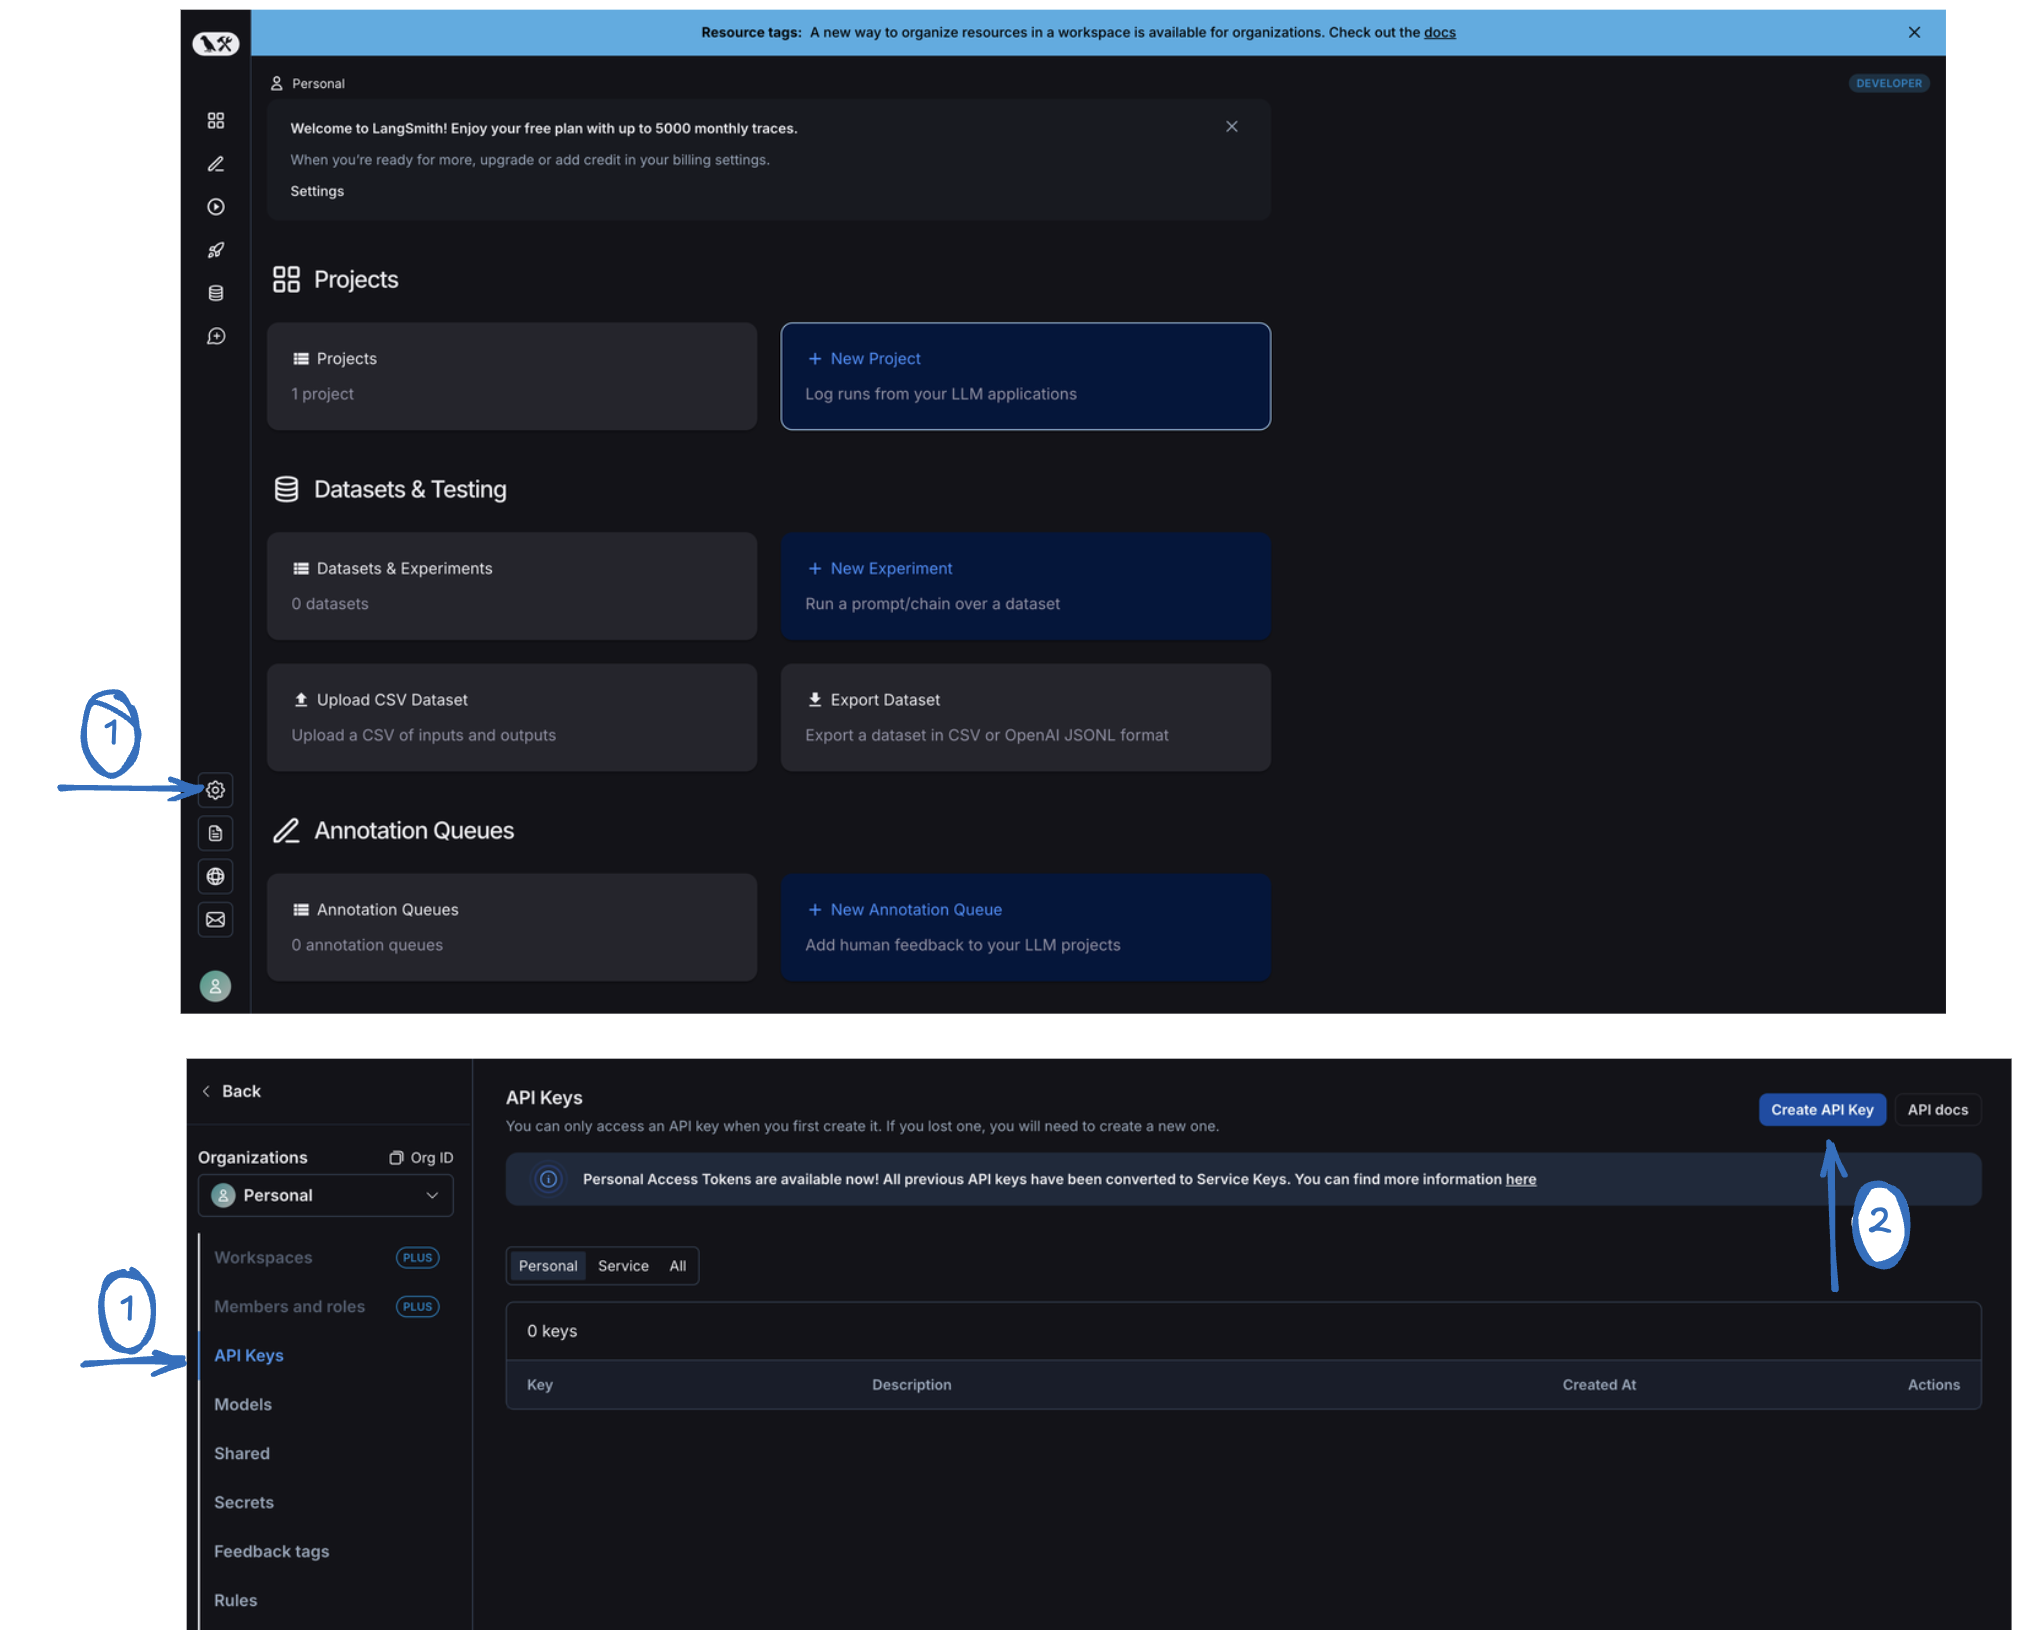 Resource tags: A new way to organize resources in a workspace is available for organizations. Check out the docs
Personal
DEVELOPER
Welcome to LangSmith! Enjoy your free plan with up to 5000 monthly traces.
When you're ready for more, upgrade or add credit in your billing settings.
Settings
Projects
Projects
1 project
+ New Project
Log runs from your LLM applications
Datasets & Testing
Datasets & Experiments
0 datasets
+ New Experiment
Run a prompt/chain over a dataset
Upload CSV Dataset
Upload a CSV of inputs and outputs
Export Dataset
Export a dataset in CSV or OpenAI JSONL format
1
Annotation Queues
Annotation Queues
0 annotation queues
+ New Annotation Queue
Add human feedback to your LLM projects
Back
Organizations
Org ID
Personal
Workspaces
PLUS
Members and roles
PLUS
1
API Keys
Models
Shared
Secrets
Feedback tags
Rules
API Keys
You can only access an API key when you first create it. If you lost one, you will need to create a new one.
Create API Key
API docs
Personal Access Tokens are available now! All previous API keys have been converted to Service Keys. You can find more information here
2
Personal Service All
0 keys
Key Description Created At Actions